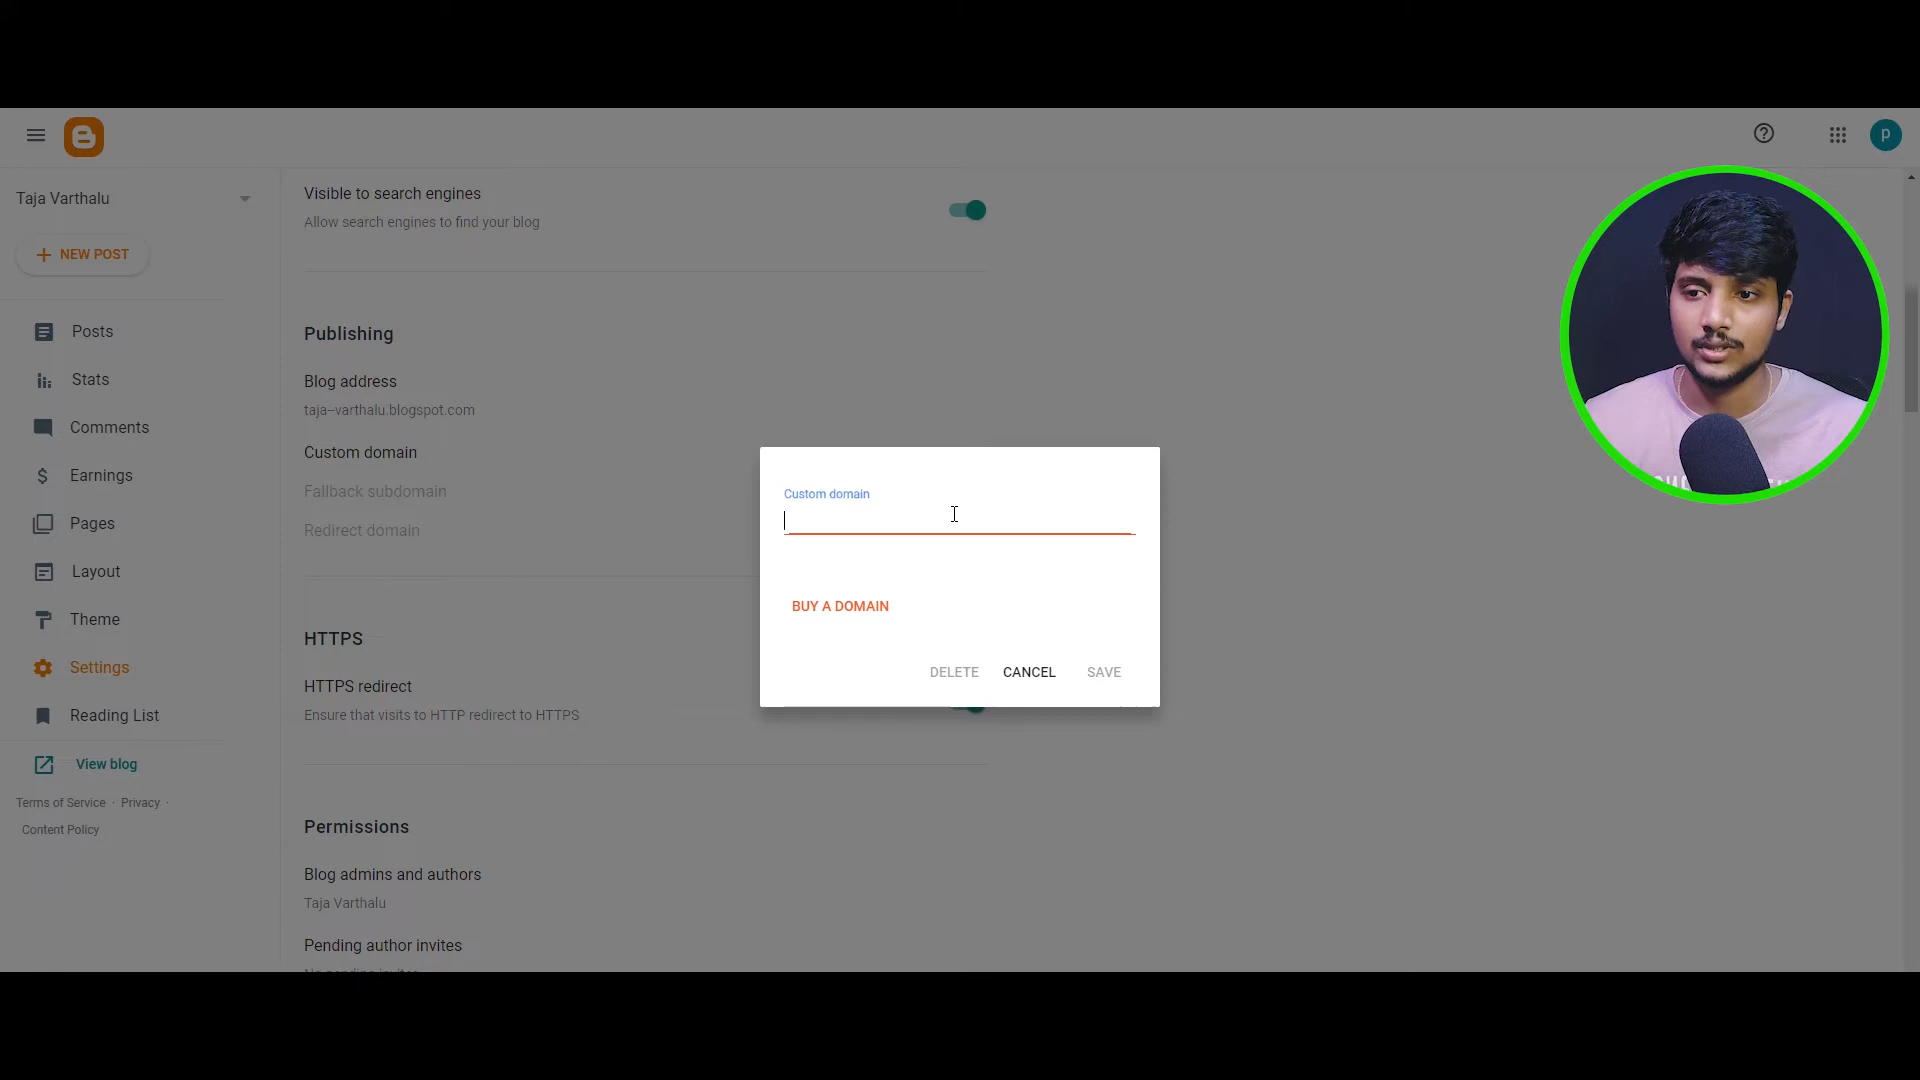 p
Taja Varthalu
NEW POST
Posts
Stats
Comments
Earnings
Pages
Layout
Theme
Settings
Reading List
View blog
Terms of Service · Privacy ·
Content Policy
Visible to search engines
Allow search engines to find your blog
Publishing
Blog address
taja--varthalu.blogspot.com
Custom domain
Fallback subdomain
Redirect domain
HTTPS
HTTPS redirect
Ensure that visits to HTTP redirect to HTTPS
Permissions
Blog admins and authors
Taja Varthalu
Pending author invites
Custom domain
BUY A DOMAIN
DELETE CANCEL SAVE